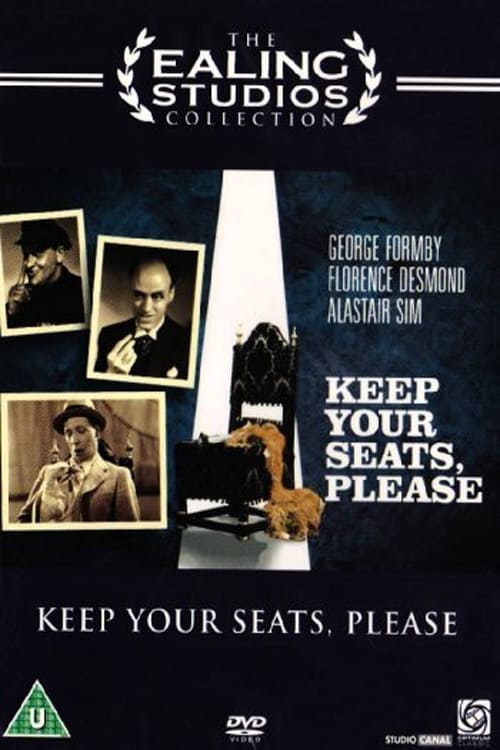 THE
EALING
STUDIOS
COLLECTION
GEORGE FORMBY
FLORENCE DESMOND
ALASTAIR SIM
KEEP
YOUR
SEATS,
PLEASE
KEEP YOUR SEATS, PLEASE
U
DVD
VIDEO
STUDIO CANAL
OPTIMUM